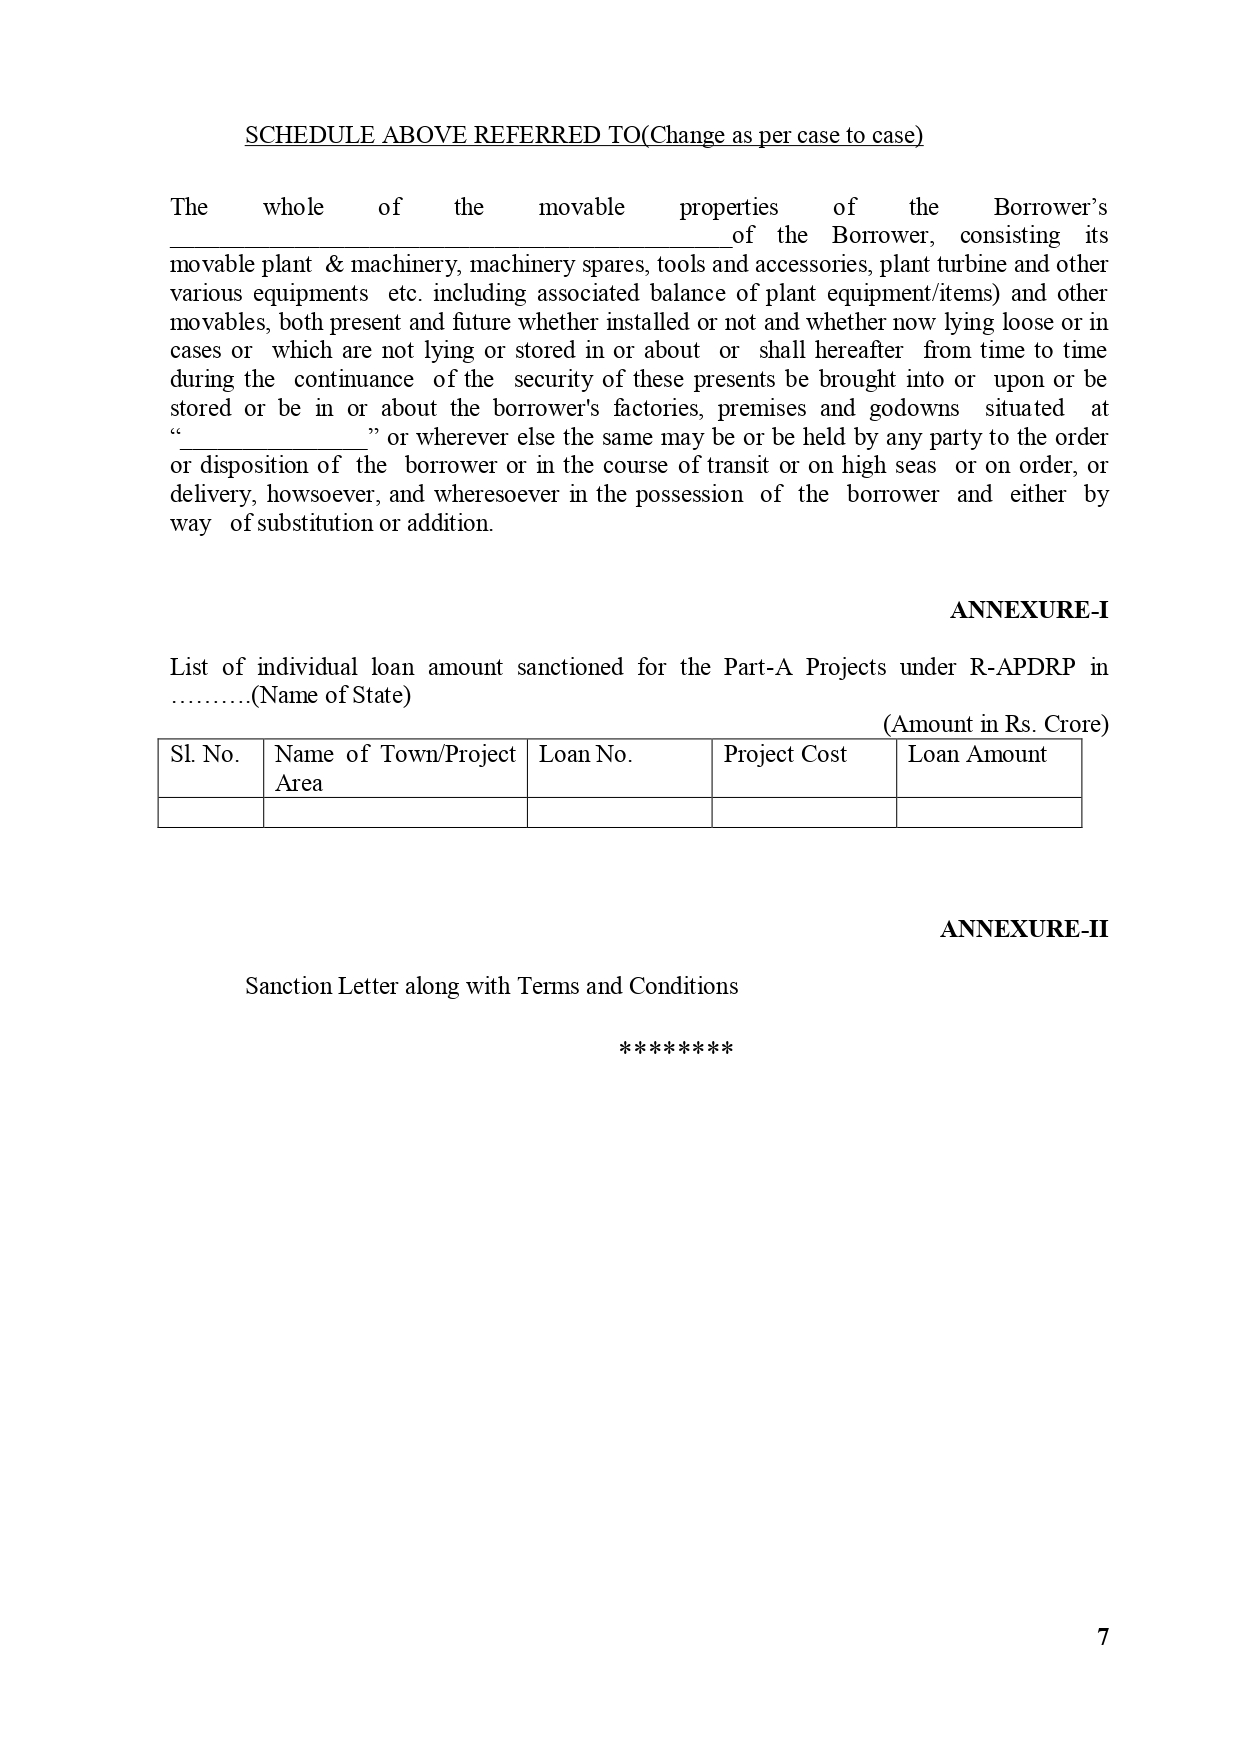 SCHEDULE ABOVE REFERRED TO(Change as per case to case)
The whole of the movable properties of the Borrower’s
_____________________________________________of the Borrower, consisting its
movable plant & machinery, machinery spares, tools and accessories, plant turbine and other
various equipments etc. including associated balance of plant equipment/items) and other
movables, both present and future whether installed or not and whether now lying loose or in
cases or which are not lying or stored in or about or shall hereafter from time to time
during the continuance of the security of these presents be brought into or upon or be
stored or be in or about the borrower's factories, premises and godowns situated at
“_______________” or wherever else the same may be or be held by any party to the order
or disposition of the borrower or in the course of transit or on high seas or on order, or
delivery, howsoever, and wheresoever in the possession of the borrower and either by
way of substitution or addition.
ANNEXURE-I
List of individual loan amount sanctioned for the Part-A Projects under R-APDRP in
……….(Name of State)
(Amount in Rs. Crore)
Sl. No. Name of Town/Project Loan No. Project Cost Loan Amount
Area
ANNEXURE-II
Sanction Letter along with Terms and Conditions
********
7